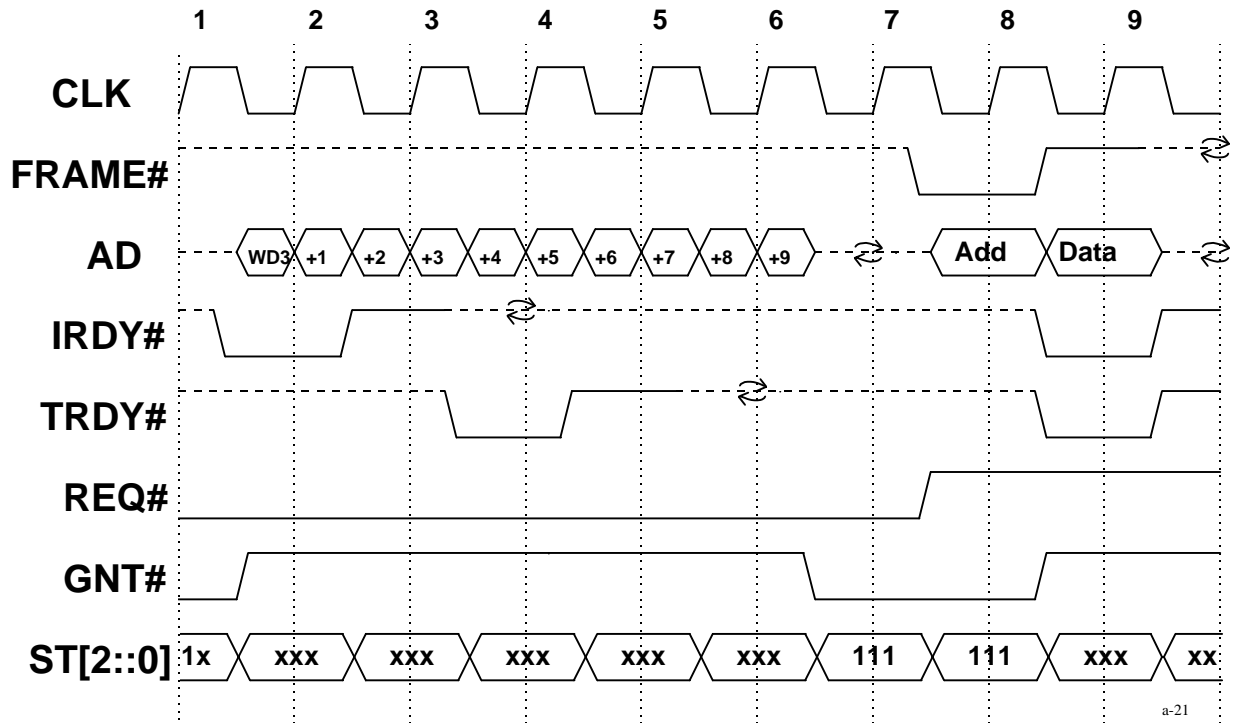 1 2 3 4 5 6 7 8 9
CLK
FRAME#
AD WD3 +1 +2 +3 +4 +5 +6 +7 +8 +9 Add Data
IRDY#
TRDY#
REQ#
GNT#
ST[2::0] 1x xxx xxx xxx xxx xxx 111 111 xxx xx
a-21